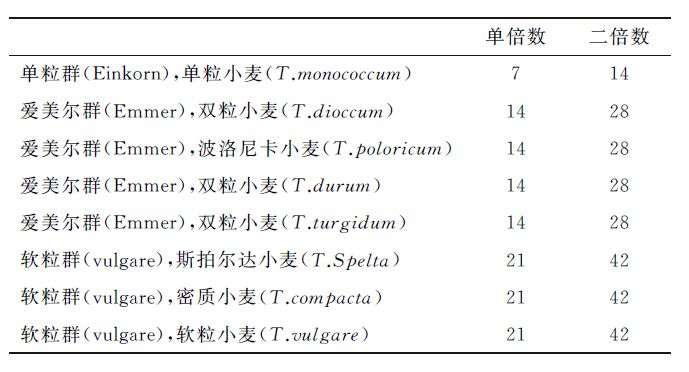 单倍数 二倍数
单粒群(Einkorn),单粒小麦(T.monococcum) 7 14
爱美尔群(Emmer),双粒小麦(T.dioccum) 14 28
爱美尔群(Emmer),波洛尼卡小麦(T.poloricum) 14 28
爱美尔群(Emmer),双粒小麦(T.durum) 14 28
爱美尔群(Emmer),双粒小麦(T.turgidum) 14 28
软粒群(vulgare),斯拍尔达小麦(T.Spelta) 21 42
软粒群(vulgare),密质小麦(T.compacta) 21 42
软粒群(vulgare),软粒小麦(T.vulgare) 21 42